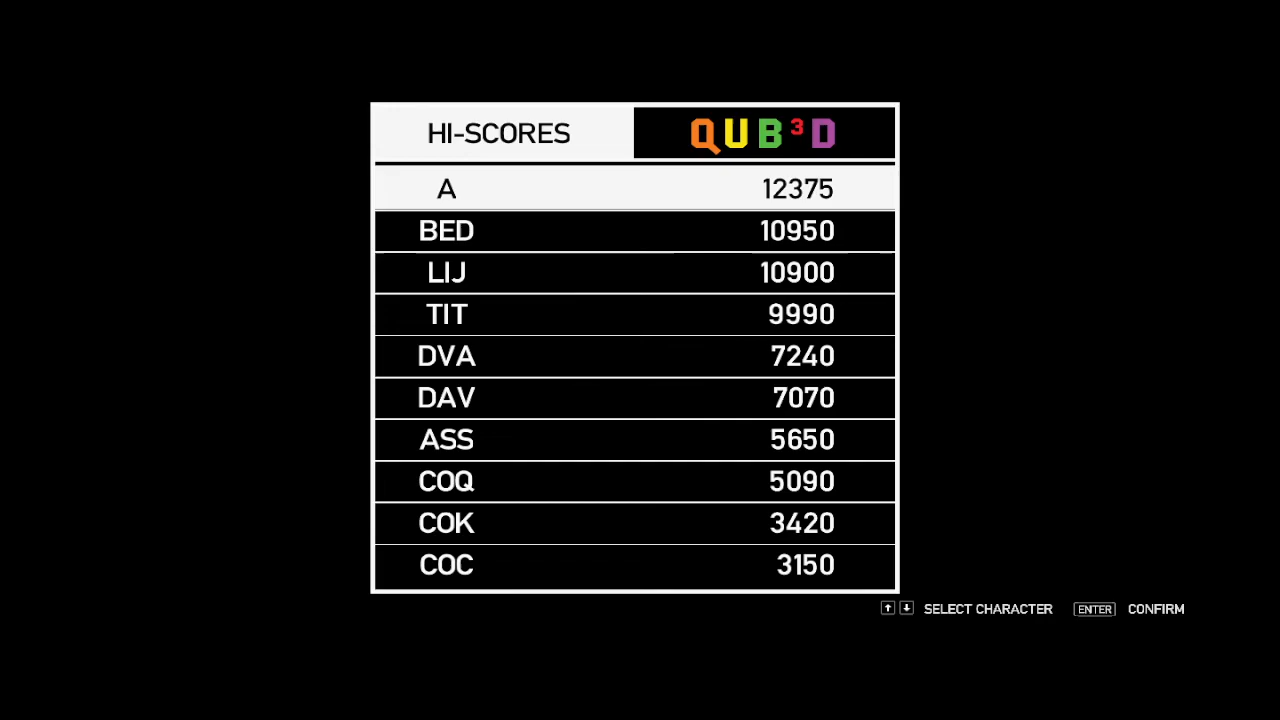 HI-SCORES QUB³D
A 12375
BED 10950
LIJ 10900
TIT 9990
DVA 7240
DAV 7070
ASS 5650
COQ 5090
COK 3420
COC 3150
↑ ↓ SELECT CHARACTER ENTER CONFIRM